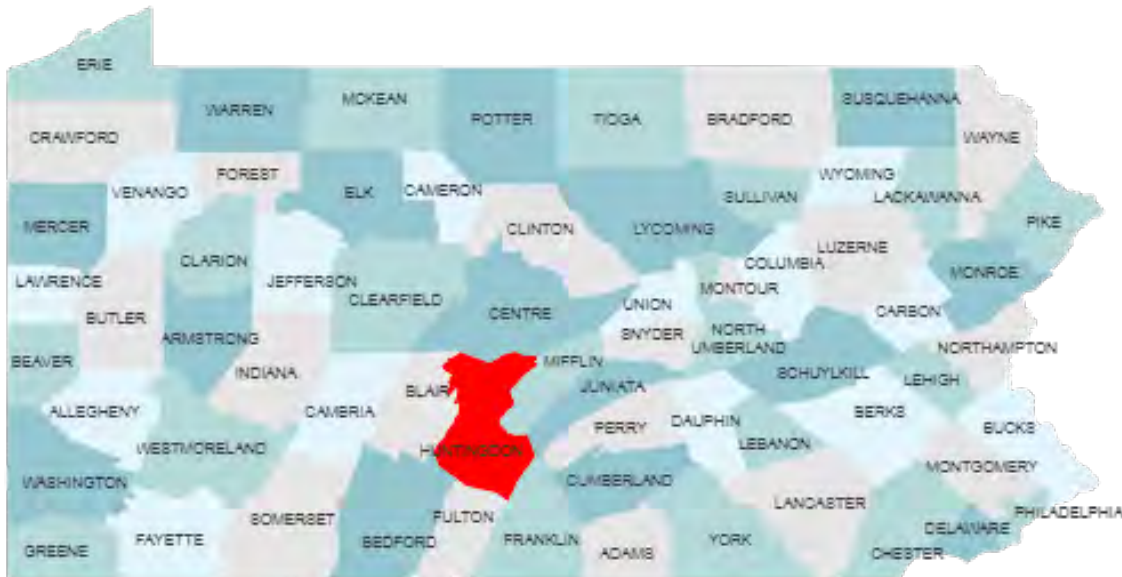 ERIE
WARREN
MCKEAN
POTTER
TIOGA
BRADFORD
SUSQUEHANNA
WAYNE
CRAWFORD
VENANGO
FOREST
ELK
CAMERON
CLINTON
LYCOMING
SULLIVAN
WYOMING
LACKAWANNA
PIKE
MERCER
CLARION
JEFFERSON
CLEARFIELD
CENTRE
UNION
MONTOUR
COLUMBIA
LUZERNE
MONROE
LAWRENCE
BUTLER
ARMSTRONG
INDIANA
SNYDER
NORTH
UMBERLAND
CARBON
NORTHAMPTON
BEAVER
ALLEGHENY
CAMBRIA
BLAIR
MIFFLIN
JUNIATA
SCHUYLKILL
LEHIGH
WESTMORELAND
HUNTINGDON
PERRY
DAUPHIN
LEBANON
BERKS
BUCKS
WASHINGTON
CUMBERLAND
LANCASTER
MONTGOMERY
GREENE
FAYETTE
SOMERSET
BEDFORD
FULTON
FRANKLIN
ADAMS
YORK
CHESTER
DELAWARE
PHILADELPHIA